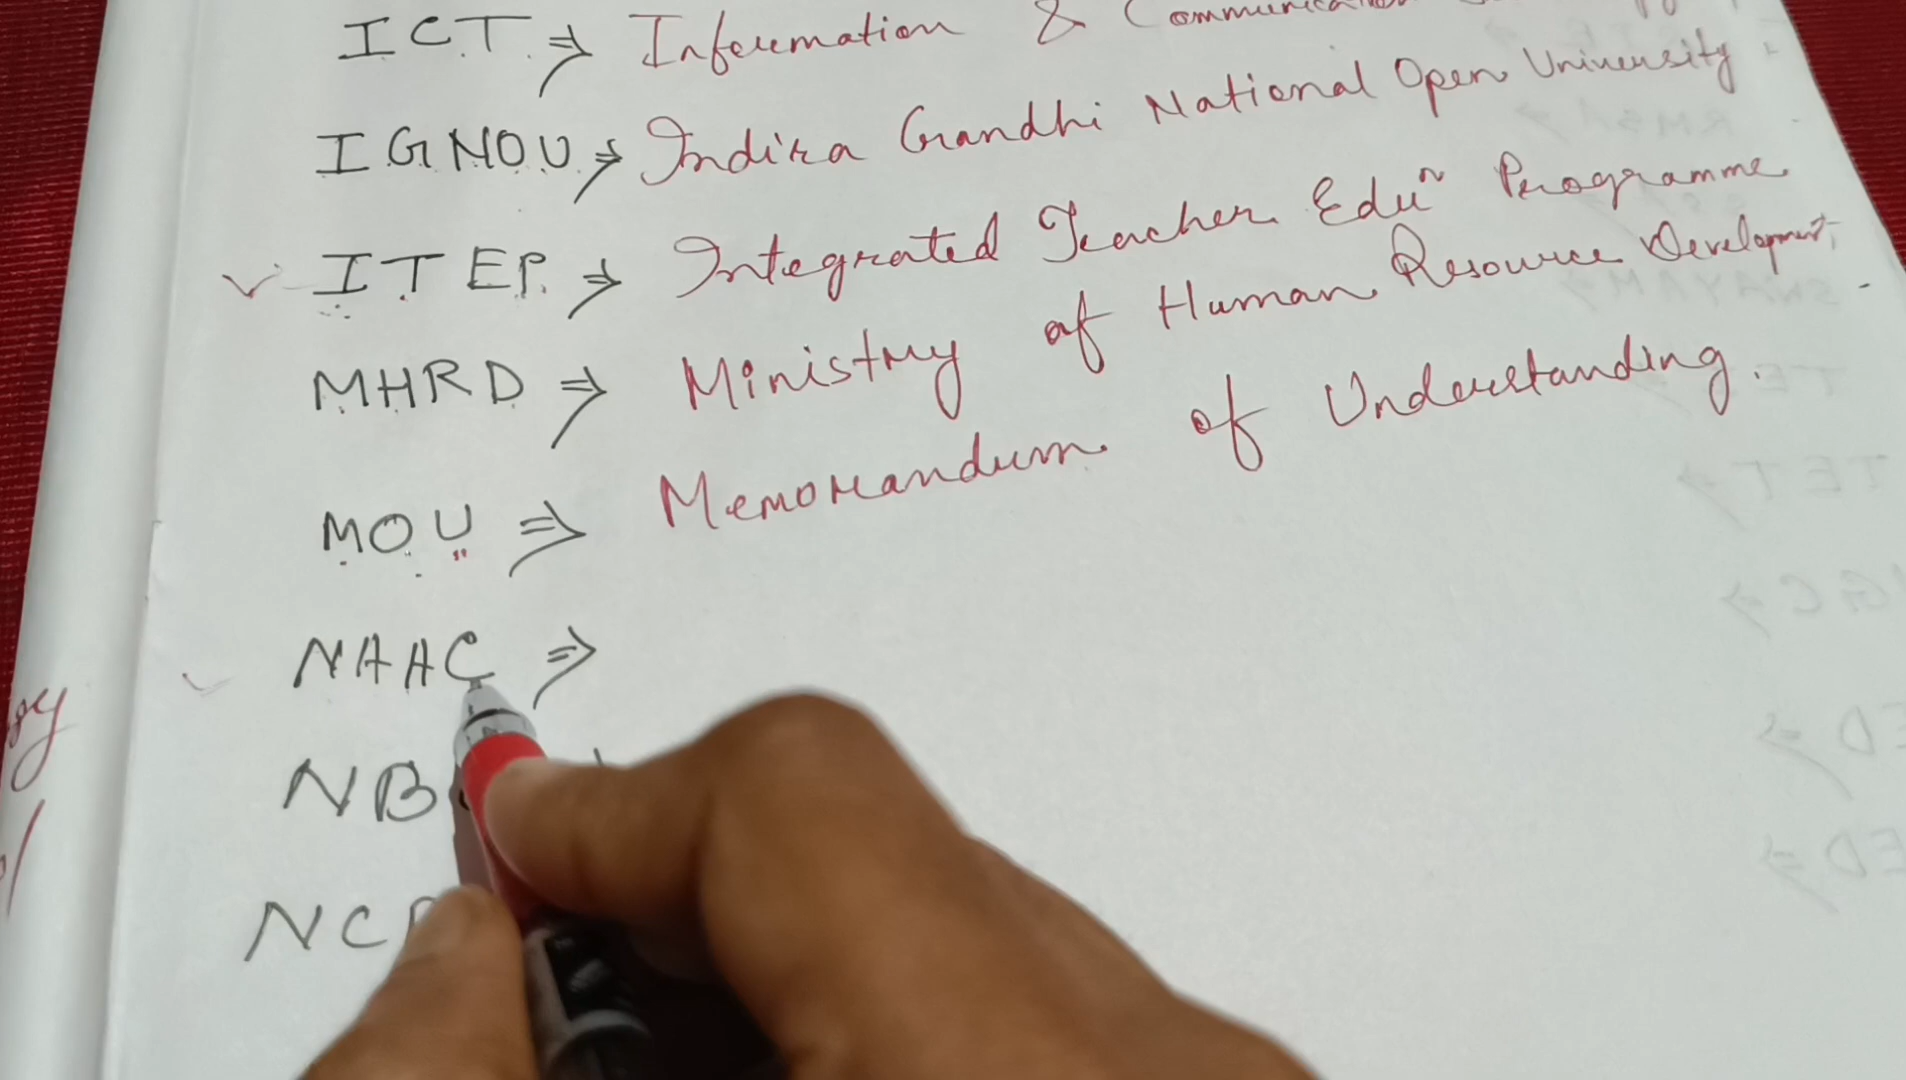 ICT ⇒ Information & Communication
IGNOU ⇒ Indira Gandhi National Open University
ITEP. ⇒ Integrated Teacher Eduⁿ Programme
MHRD ⇒ Ministry of Human Resource Development.
MOU ⇒ Memorandum of Understanding.
NAAC ⇒
NB
NC